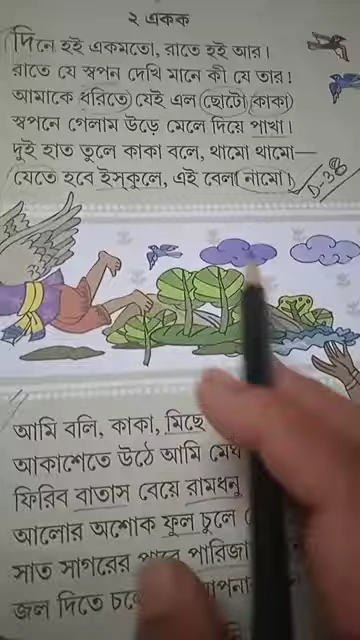 ২ একক
দিনে হই একমতো, রাতে হই আর।
রাতে যে স্বপন দেখি মানে কী যে তার!
আমাকে ধরিতে যেই এল ছোটো কাকা
স্বপনে গেলাম উড়ে মেলে দিয়ে পাখা।
দুই হাত তুলে কাকা বলে, থামো থামো—
যেতে হবে ইস্কুলে, এই বেলা নামো।
D-38
আমি বলি, কাকা, মিছে
আকাশেতে উঠে আমি মেঘ
ফিরিব বাতাস বেয়ে রামধনু
আলোর অশোক ফুল চুলে
সাত সাগরের পারে পারিজা
জল দিতে